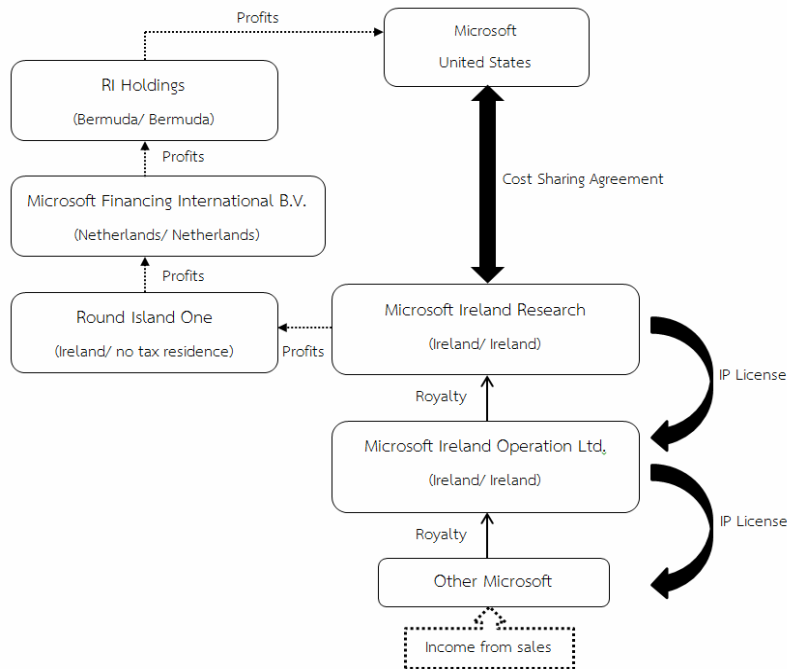 Profits
Microsoft
United States
RI Holdings
(Bermuda/ Bermuda)
Profits
Cost Sharing Agreement
Microsoft Financing International B.V.
(Netherlands/ Netherlands)
Profits
Round Island One
(Ireland/ no tax residence)
Profits
Microsoft Ireland Research
(Ireland/ Ireland)
IP License
Royalty
Microsoft Ireland Operation Ltd,
(Ireland/ Ireland)
IP License
Royalty
Other Microsoft
Income from sales